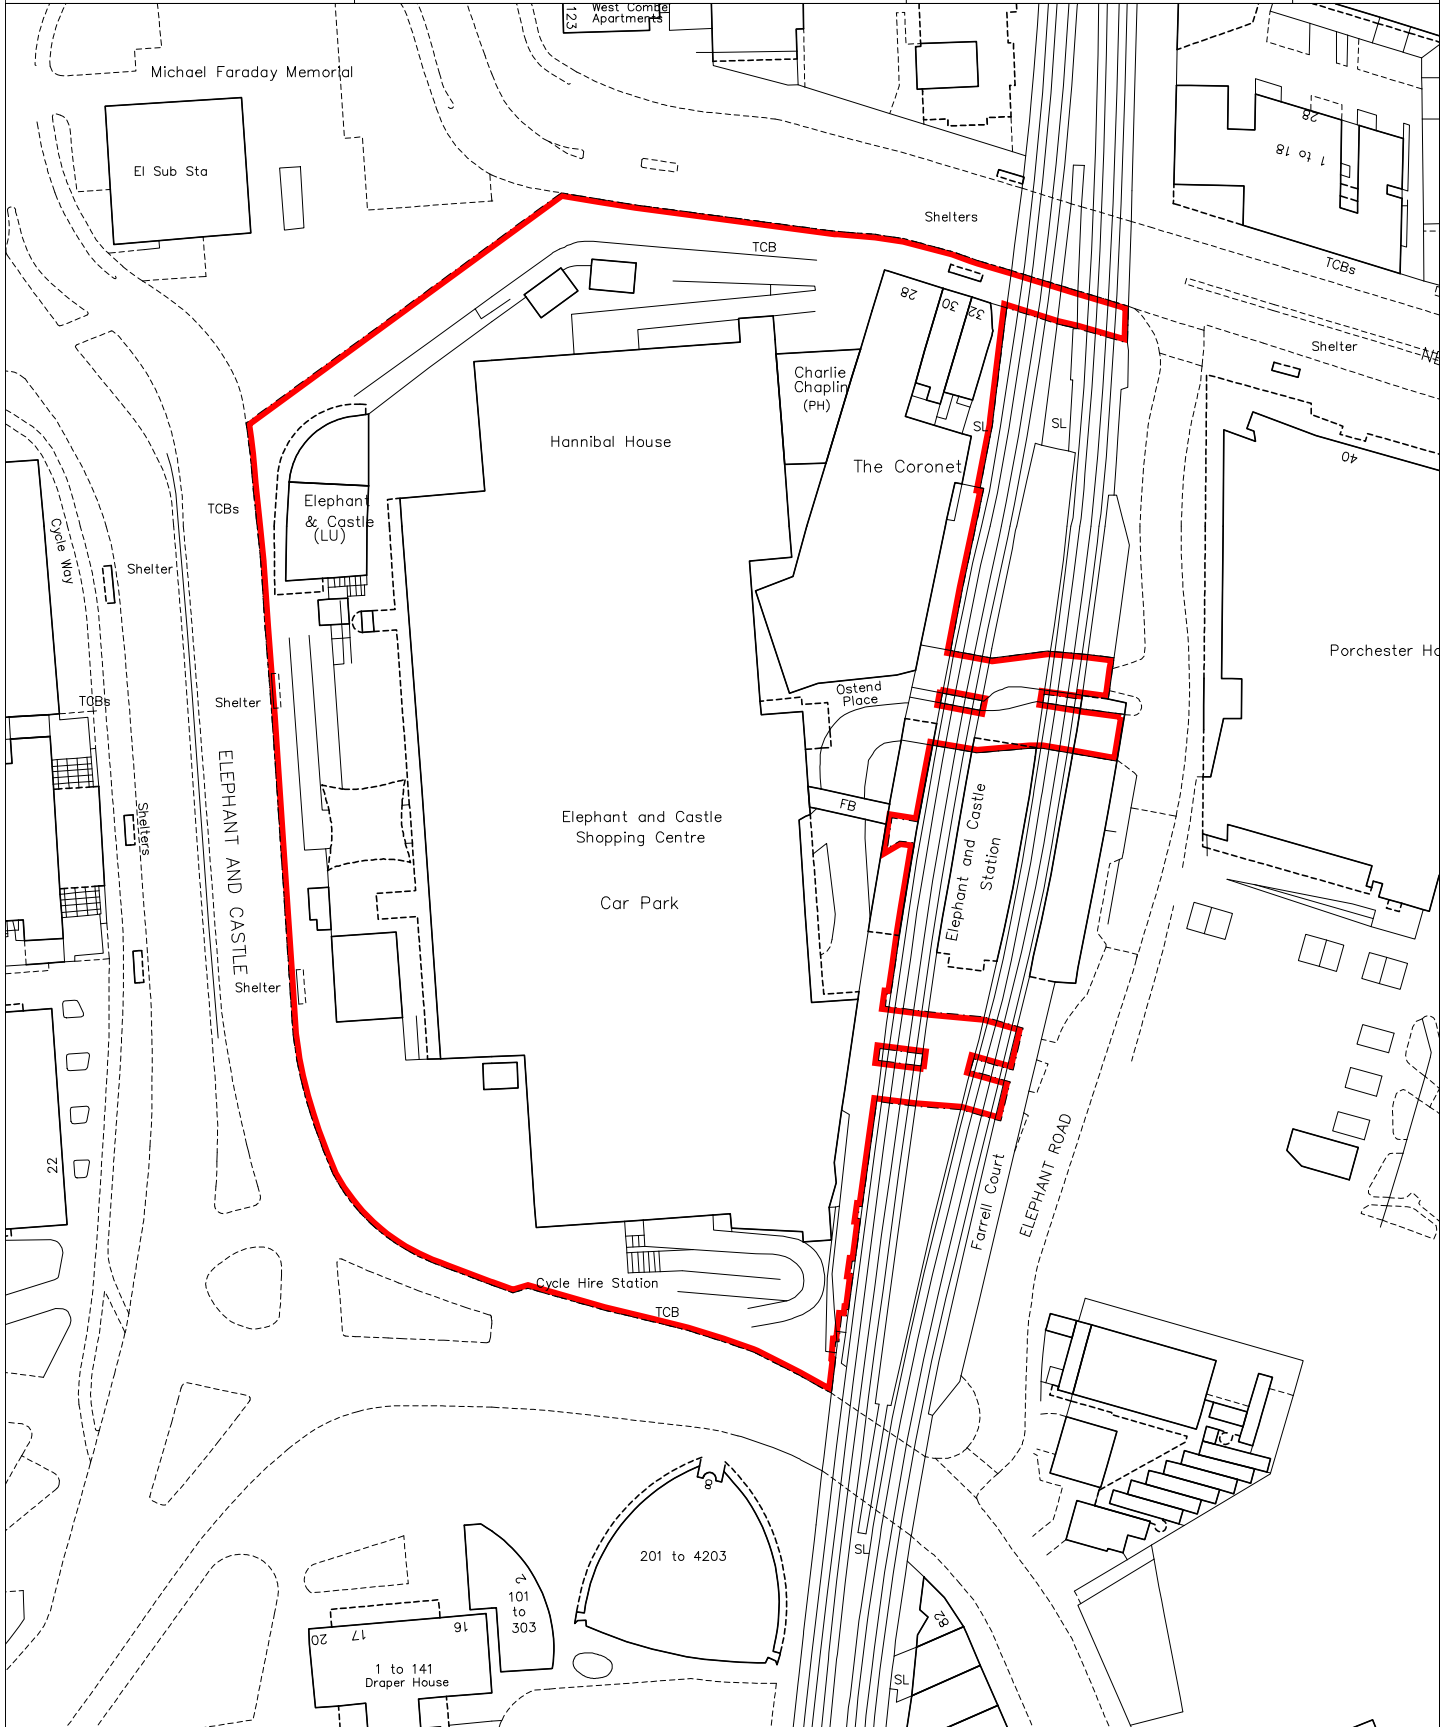 123
West Combe
Apartments
Michael Faraday Memorial
El Sub Sta
28
1 to 18
Shelters
TCB
TCBs
28
30
32
Shelter
Charlie
Chaplin
(PH)
SL
SL
Hannibal House
The Coronet
40
Elephant
& Castle
(LU)
TCBs
Cycle Way
Shelter
Porchester Ho
TCBs
Shelter
Ostend
Place
ELEPHANT AND CASTLE
Shelters
FB
Elephant and Castle
Shopping Centre
Elephant and Castle
Station
Car Park
Shelter
22
Farrell Court
ELEPHANT ROAD
Cycle Hire Station
TCB
8
SL
201 to 4203
2
101
to
303
82
20
17
16
1 to 141
Draper House
SL